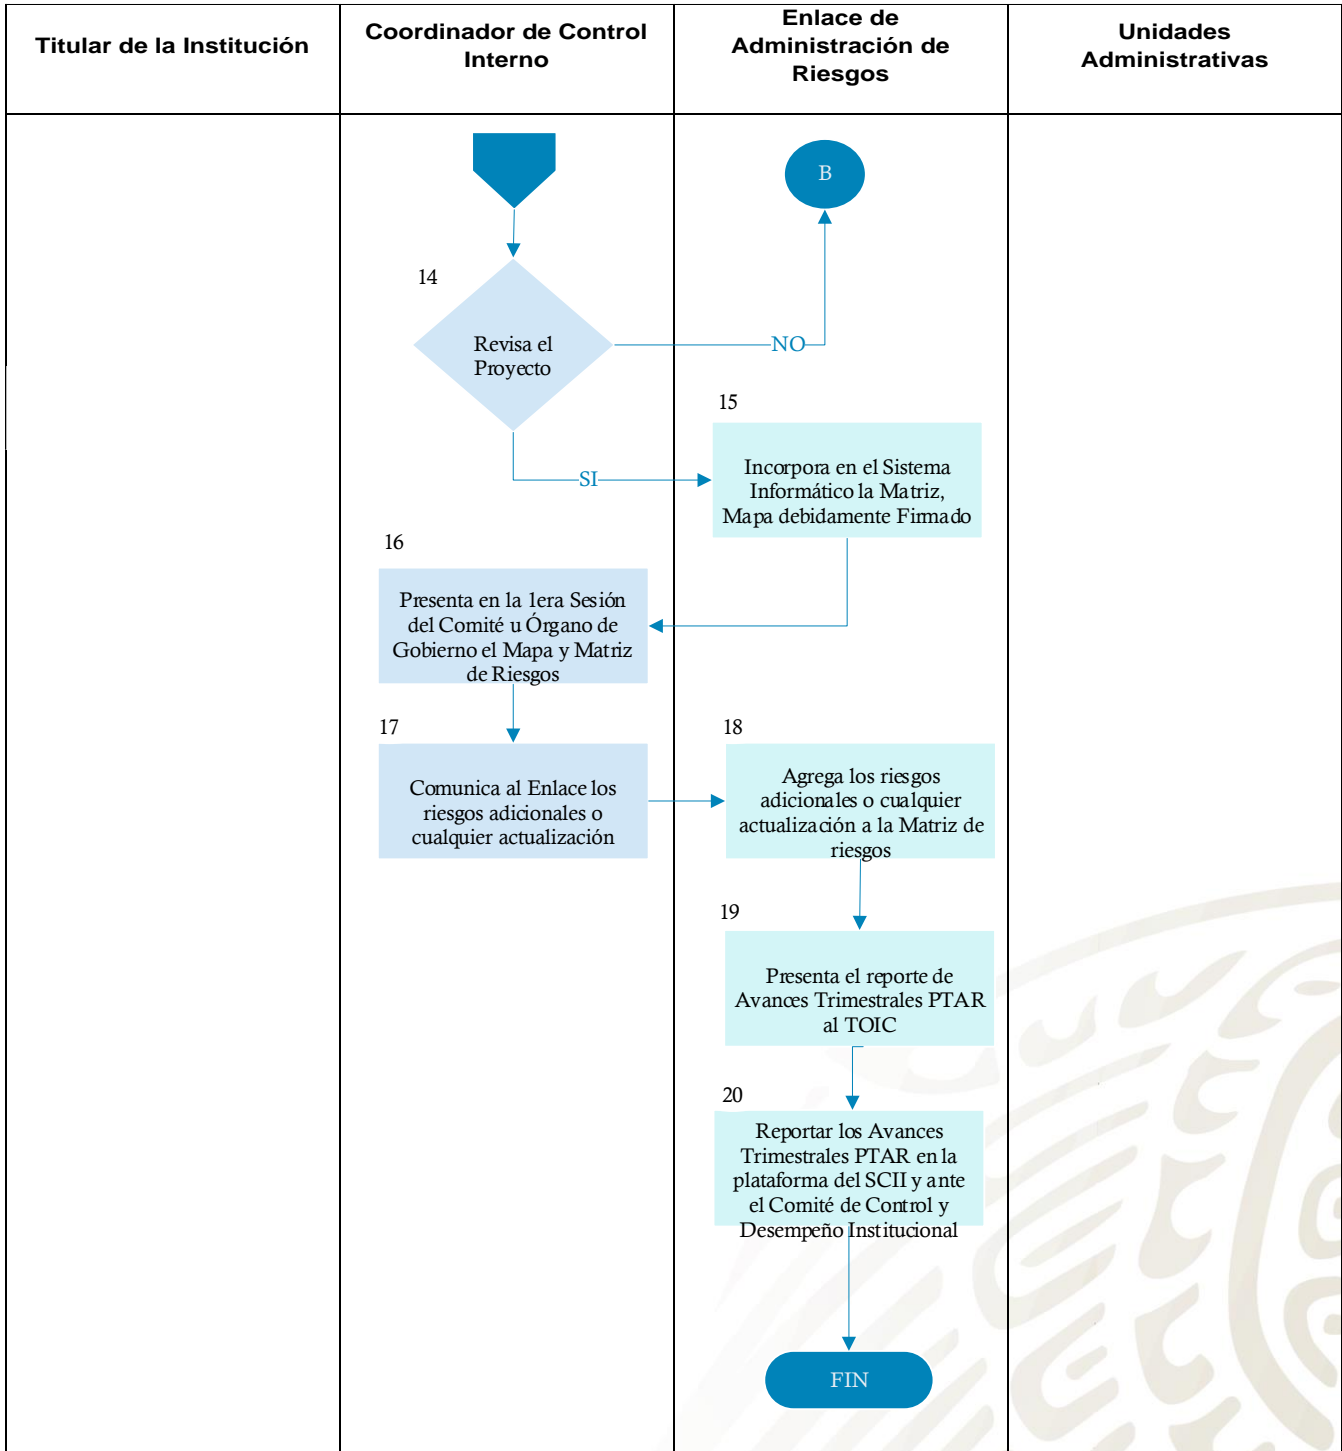 Titular de la Institución
Coordinador de Control
Interno
Enlace de
Administración de
Riesgos
Unidades
Administrativas
B
14
Revisa el
Proyecto
NO
15
SI
Incorpora en el Sistema
Informático la Matriz,
Mapa debidamente Firmado
16
Presenta en la 1era Sesión
del Comité u Órgano de
Gobierno el Mapa y Matriz
de Riesgos
17
Comunica al Enlace los
riesgos adicionales o
cualquier actualización
18
Agrega los riesgos
adicionales o cualquier
actualización a la Matriz de
riesgos
19
Presenta el reporte de
Avances Trimestrales PTAR
al TOIC
20
Reportar los Avances
Trimestrales PTAR en la
plataforma del SCII y ante
el Comité de Control y
Desempeño Institucional
FIN